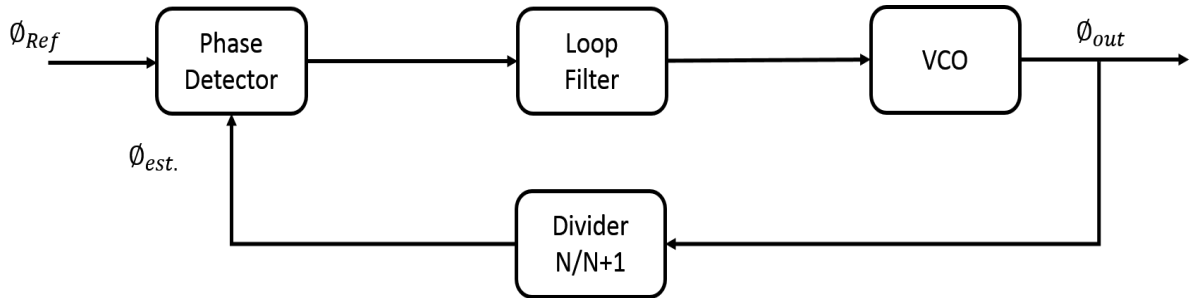 ∅Ref
Phase
Detector
Loop
Filter
VCO
∅out
∅est.
Divider
N/N+1